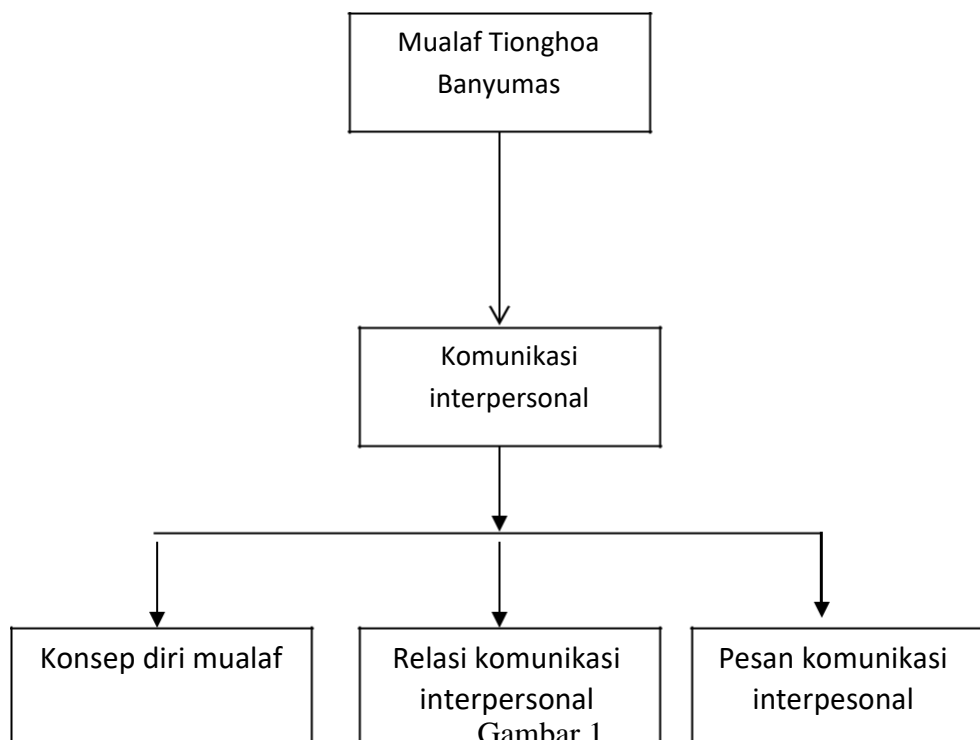 Mualaf Tionghoa
Banyumas
Komunikasi
interpersonal
Konsep diri mualaf
Relasi komunikasi
interpersonal
Pesan komunikasi
interpesonal
Gambar 1